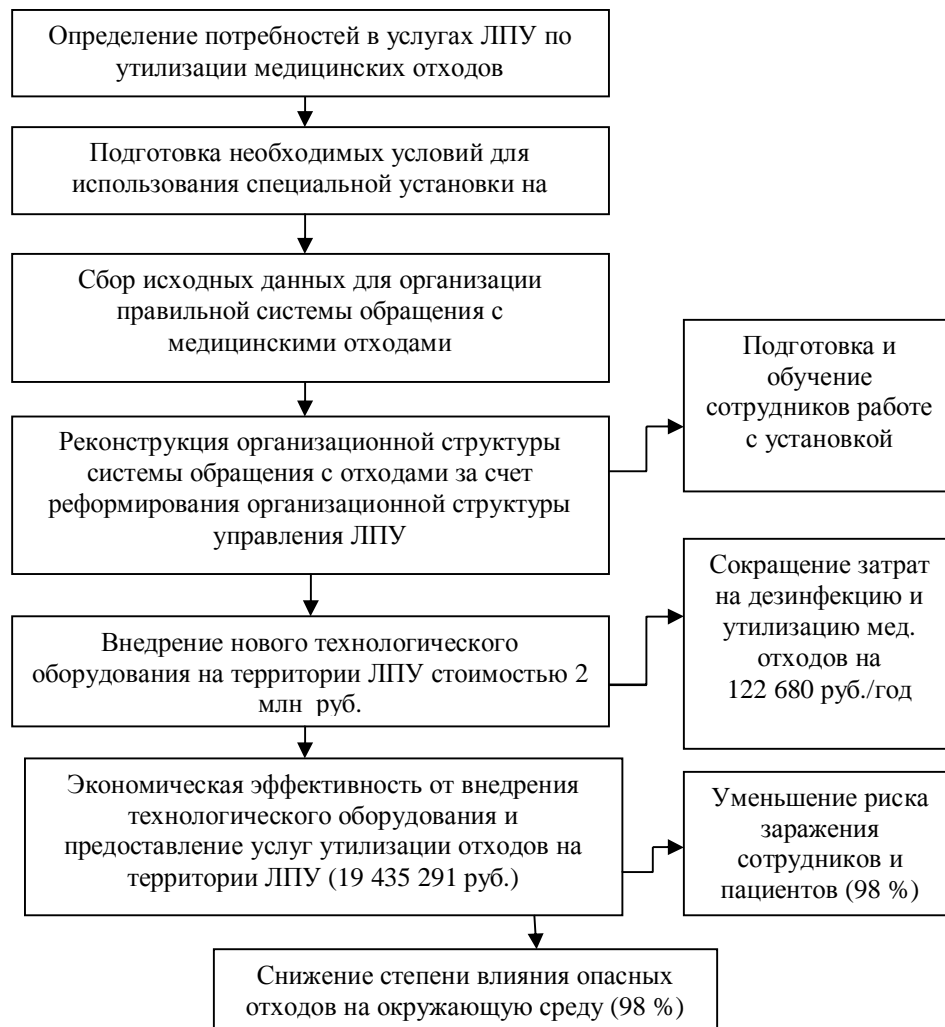 Определение потребностей в услугах ЛПУ по
утилизации медицинских отходов
Подготовка необходимых условий для
использования специальной установки на
Сбор исходных данных для организации
правильной системы обращения с
медицинскими отходами
Реконструкция организационной структуры
системы обращения с отходами за счет
реформирования организационной структуры
управления ЛПУ
Подготовка и
обучение
сотрудников работе
с установкой
Внедрение нового технологического
оборудования на территории ЛПУ стоимостью 2
млн руб.
Сокращение затрат
на дезинфекцию и
утилизацию мед.
отходов на
122 680 руб./год
Экономическая эффективность от внедрения
технологического оборудования и
предоставление услуг утилизации отходов на
территории ЛПУ (19 435 291 руб.)
Уменьшение риска
заражения
сотрудников и
пациентов (98 %)
Снижение степени влияния опасных
отходов на окружающую среду (98 %)